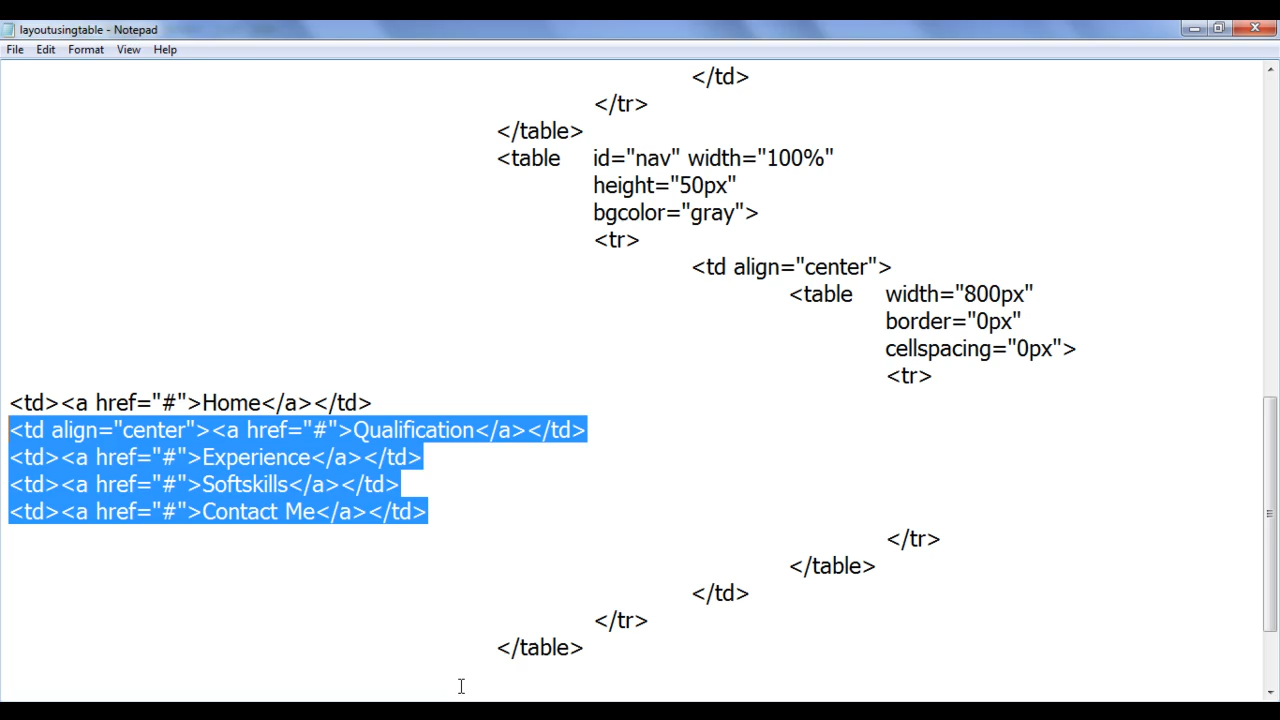 layoutusingtable - Notepad
File Edit Format View Help
</td>
</tr>
</table>
<table id="nav" width="100%"
height="50px"
bgcolor="gray">
<tr>
<td align="center">
<table width="800px"
border="0px"
cellspacing="0px">
<tr>
<td><a href="#">Home</a></td>
<td align="center"><a href="#">Qualification</a></td>
<td><a href="#">Experience</a></td>
<td><a href="#">Softskills</a></td>
<td><a href="#">Contact Me</a></td>
</tr>
</table>
</td>
</tr>
</table>